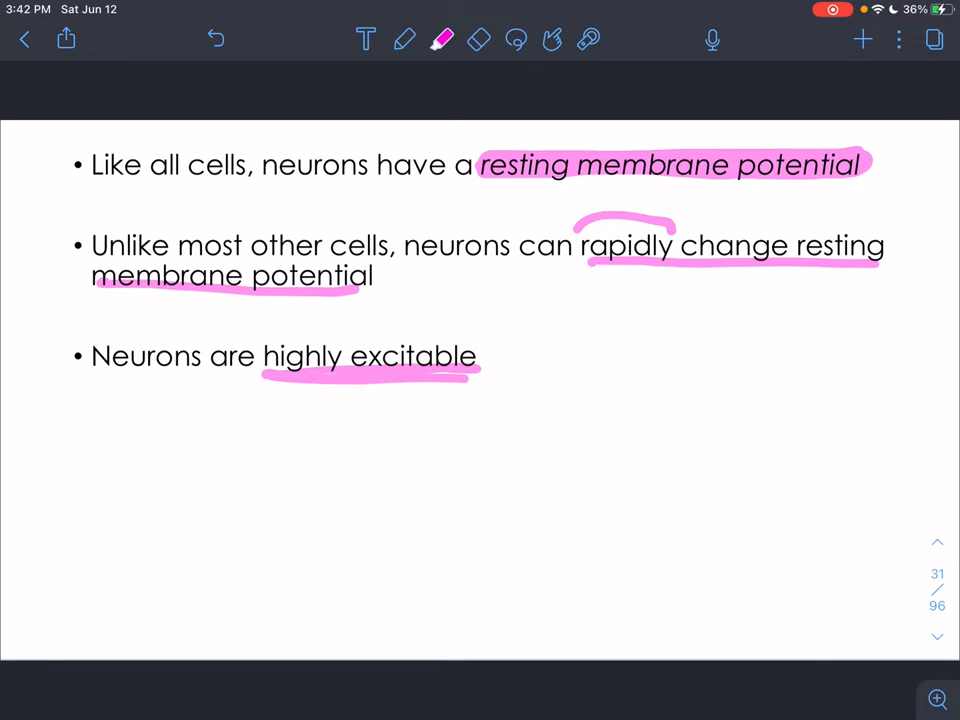 3:42 PM Sat Jun 12
36%
T
• Like all cells, neurons have a resting membrane potential
• Unlike most other cells, neurons can rapidly change resting
membrane potential
• Neurons are highly excitable
31
/
96